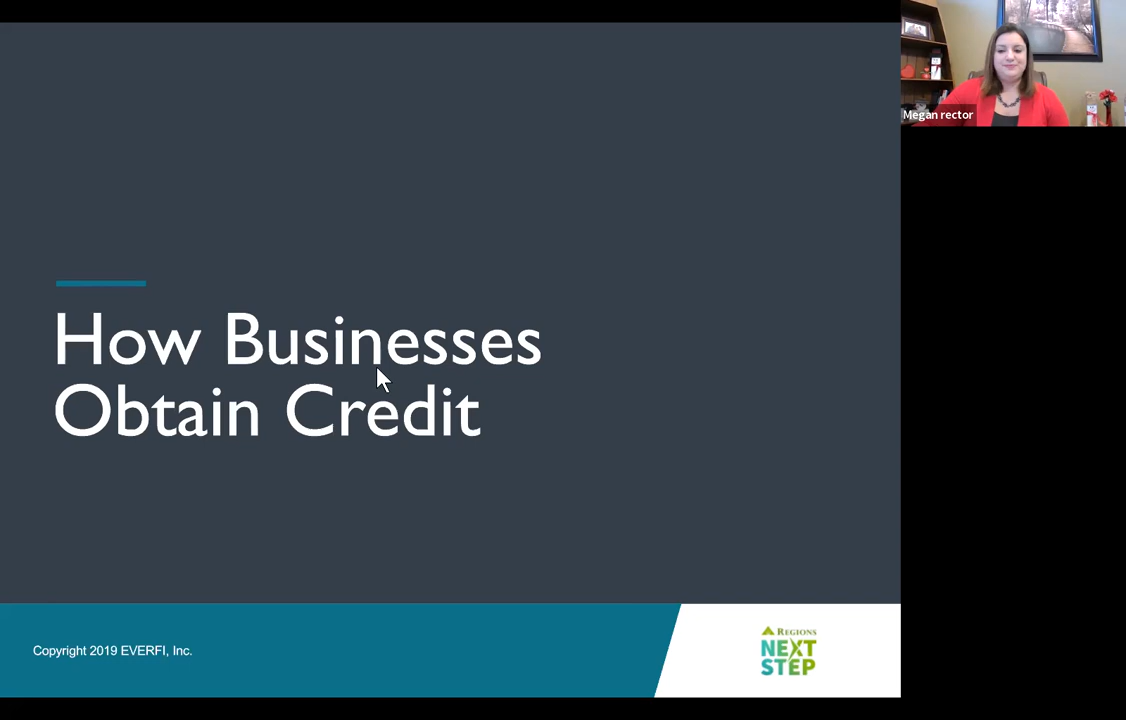 Megan rector
How Businesses
Obtain Credit
Copyright 2019 EVERFI, Inc.
REGIONS
NEXT
STEP